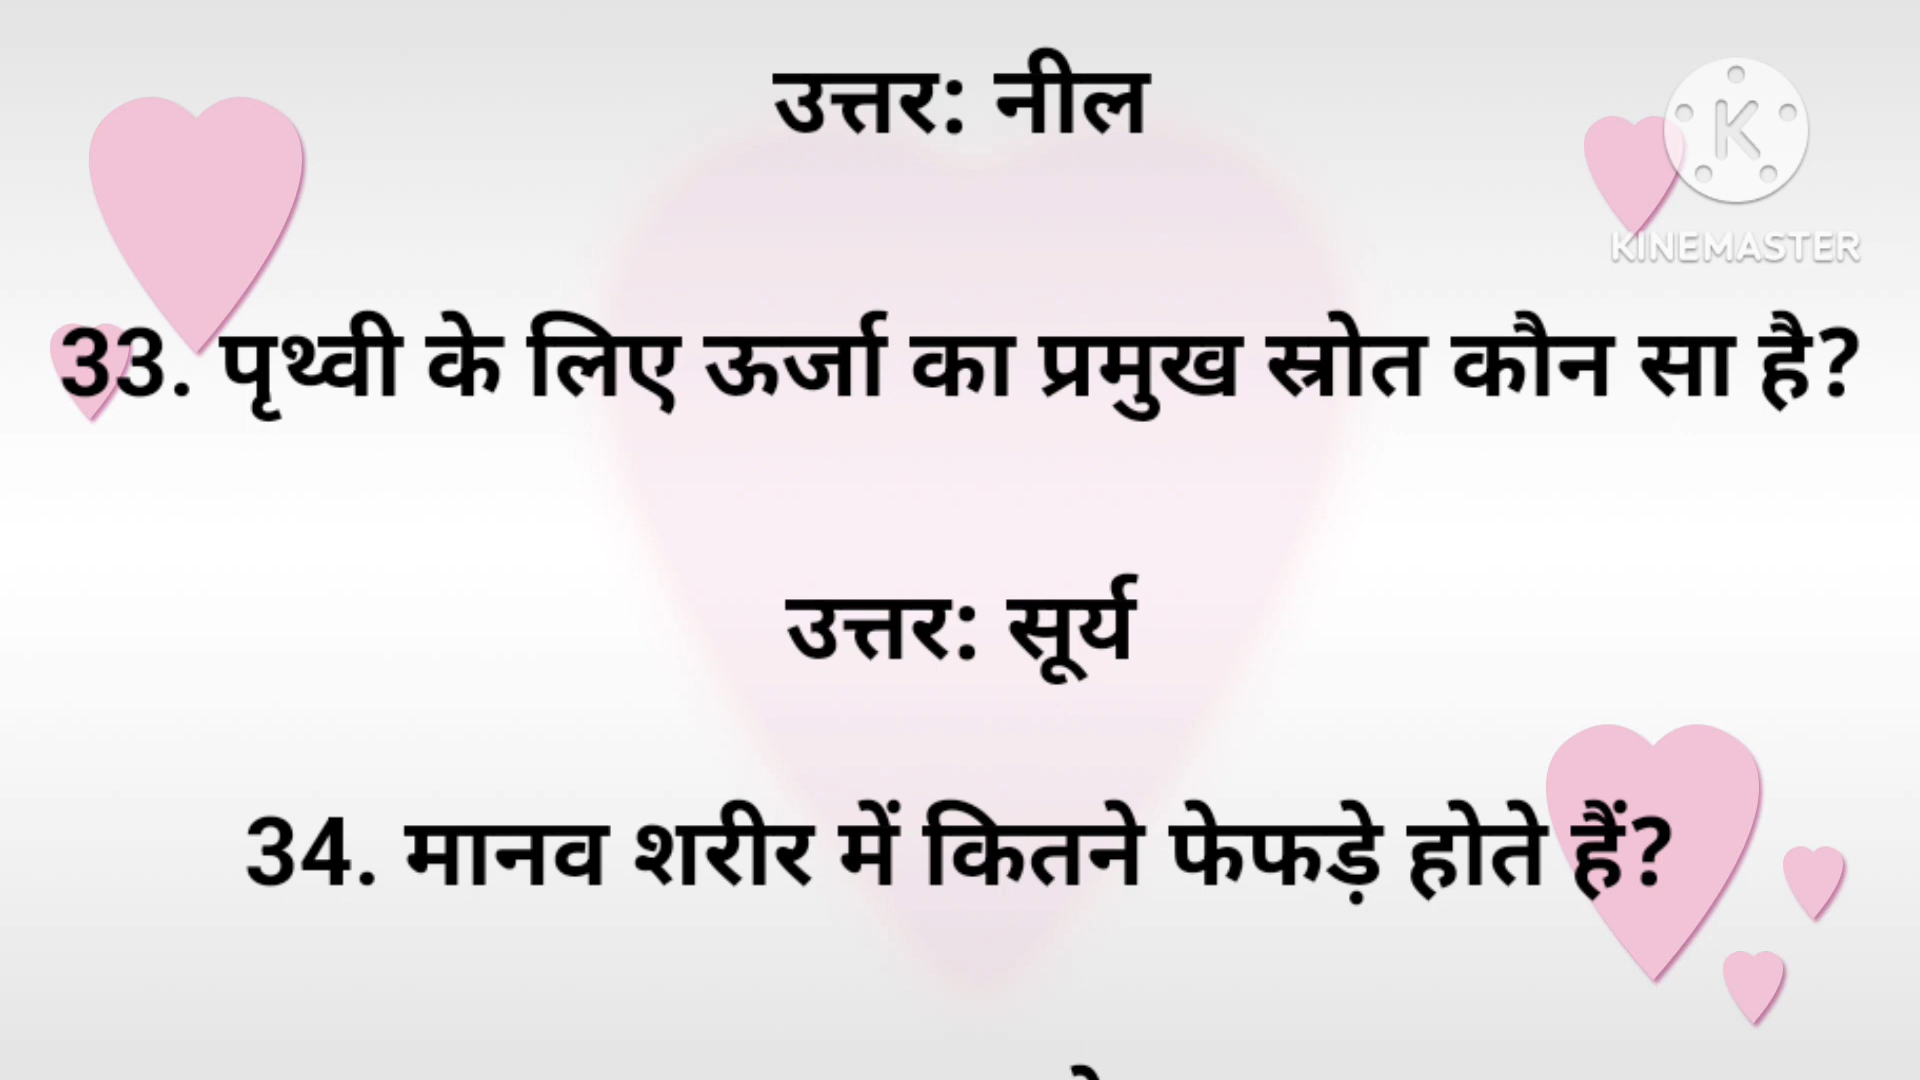 उत्तर: नील
KINEMASTER
33. पृथ्वी के लिए ऊर्जा का प्रमुख स्रोत कौन सा है?
उत्तर: सूर्य
34. मानव शरीर में कितने फेफड़े होते हैं?